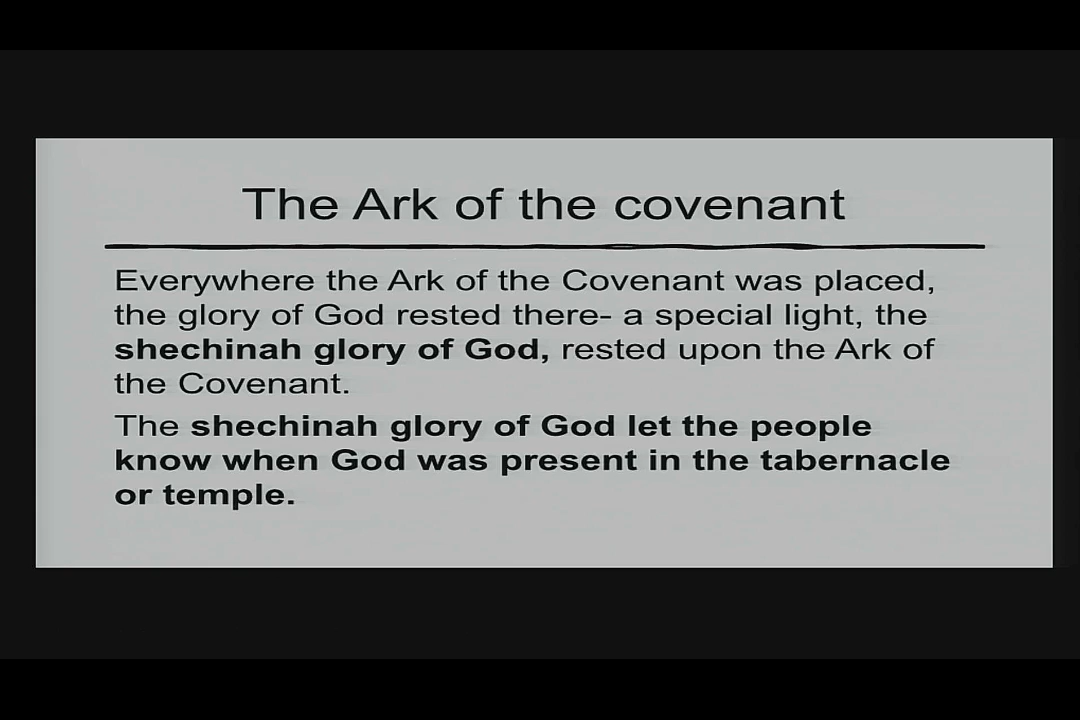 The Ark of the covenant
Everywhere the Ark of the Covenant was placed,
the glory of God rested there- a special light, the
shechinah glory of God, rested upon the Ark of
the Covenant.
The shechinah glory of God let the people
know when God was present in the tabernacle
or temple.